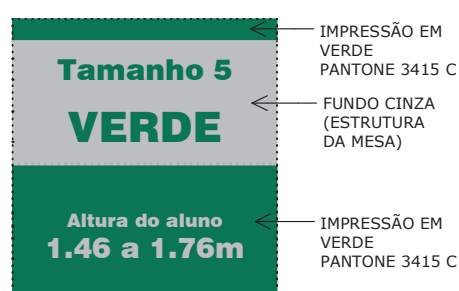 IMPRESSÃO EM
VERDE
PANTONE 3415 C
Tamanho 5
VERDE
FUNDO CINZA
(ESTRUTURA
DA MESA)
Altura do aluno
1.46 a 1.76m
IMPRESSÃO EM
VERDE
PANTONE 3415 C